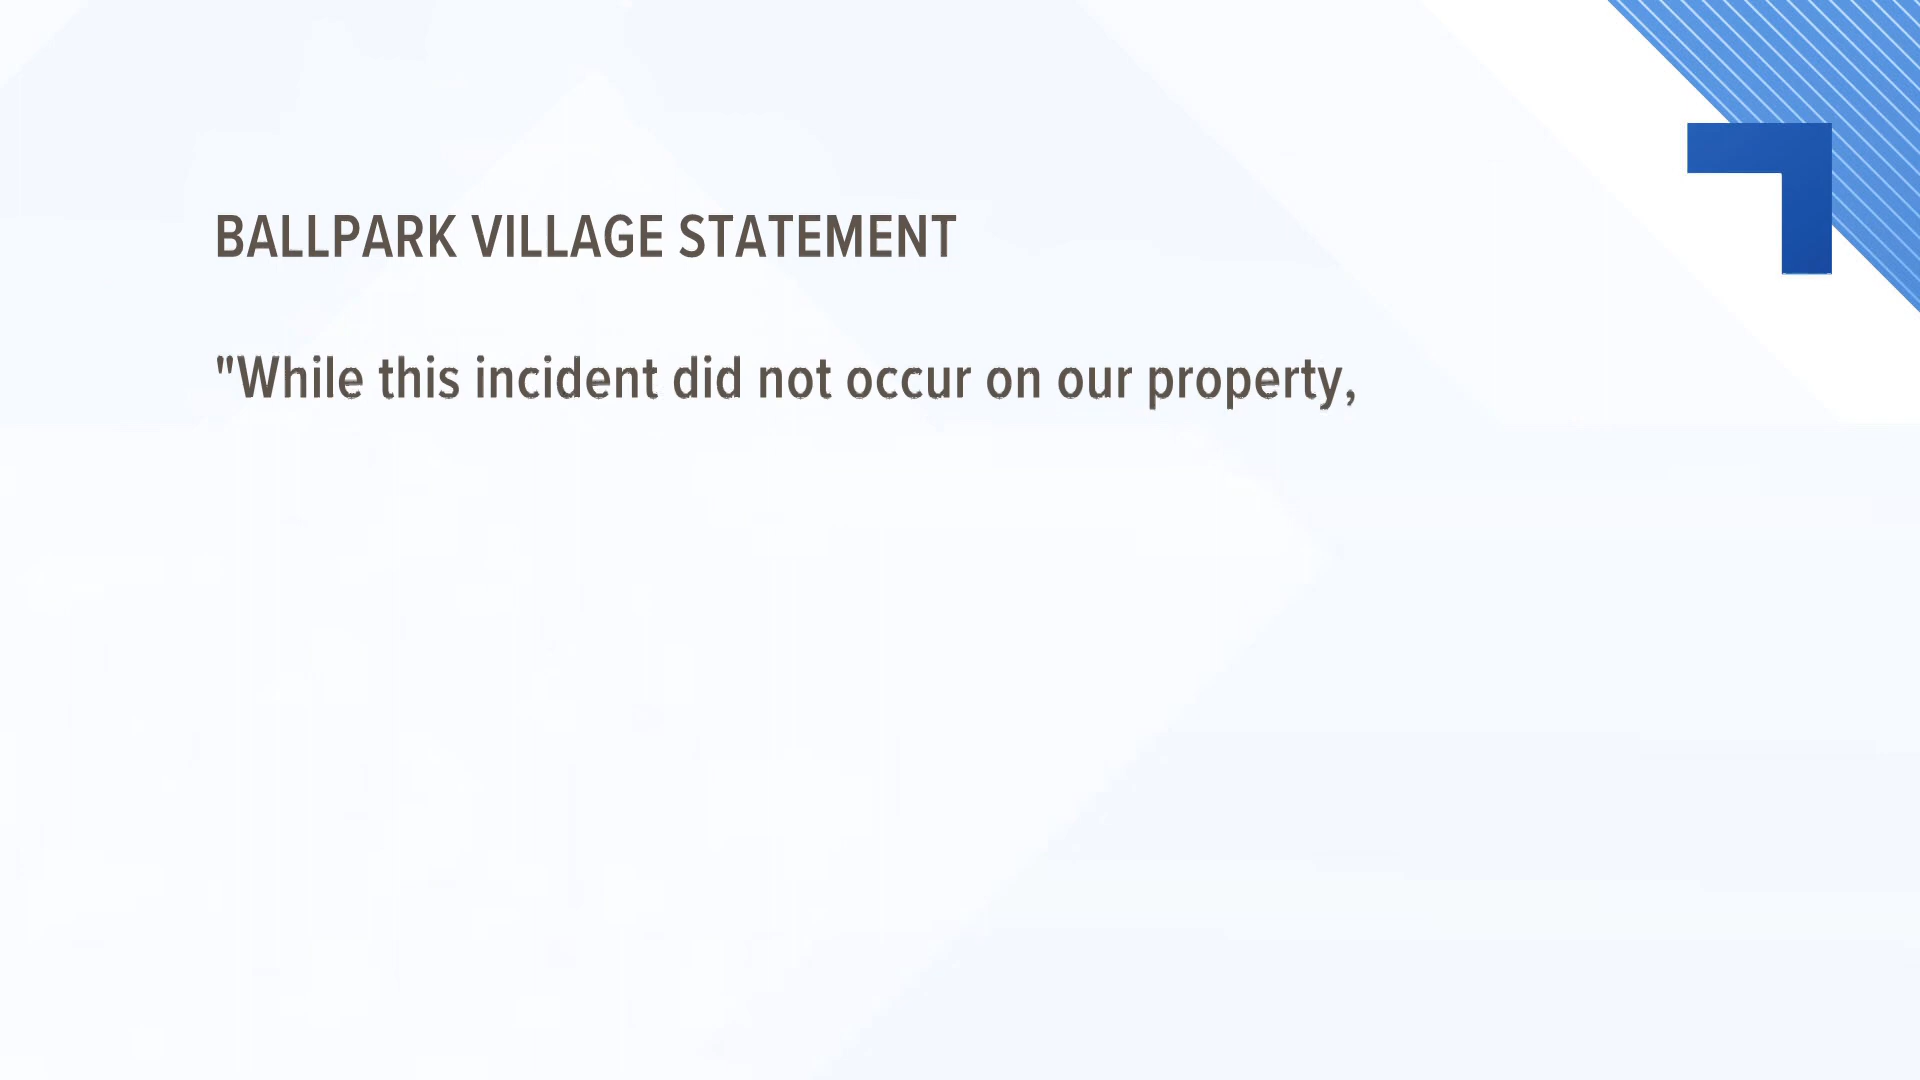 BALLPARK VILLAGE STATEMENT
"While this incident did not occur on our property,